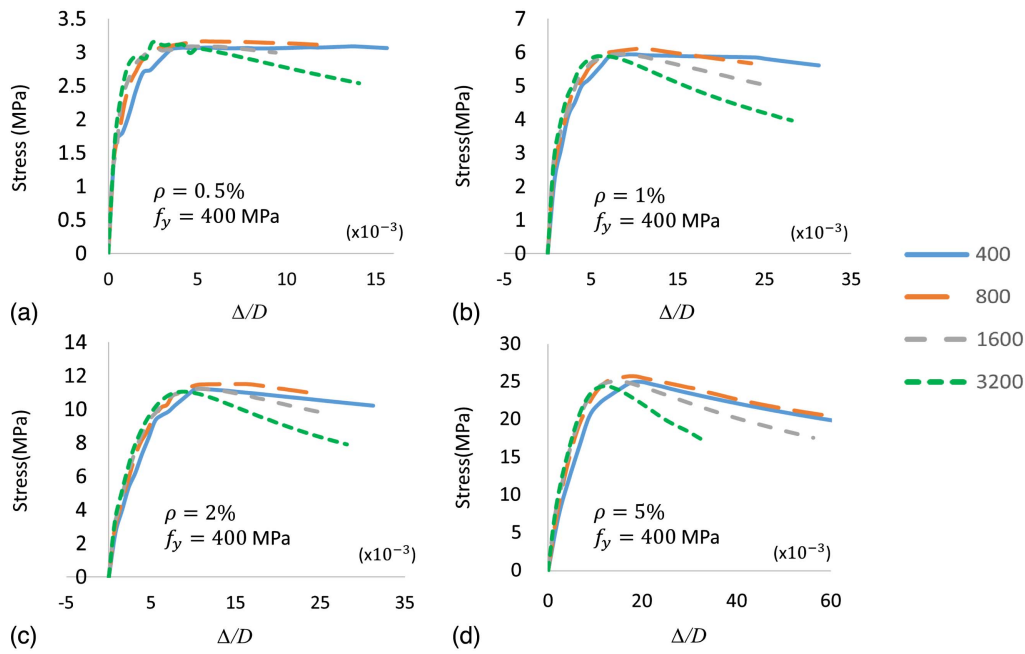 3.5
3
2.5
2
1.5
1
0.5
0
Stress (MPa)
ρ = 0.5%
f_y = 400 MPa
(x10⁻³)
0 5 10 15
(a)
Δ/D
7
6
5
4
3
2
1
0
Stress(MPa)
ρ = 1%
f_y = 400 MPa
(x10⁻³)
-5 5 15 25 35
(b)
Δ/D
14
12
10
8
6
4
2
0
Stress(MPa)
ρ = 2%
f_y = 400 MPa
(x10⁻³)
-5 5 15 25 35
(c)
Δ/D
30
25
20
15
10
5
0
Stress(MPa)
ρ = 5%
f_y = 400 MPa
(x10⁻³)
0 20 40 60
(d)
Δ/D
400
800
1600
3200